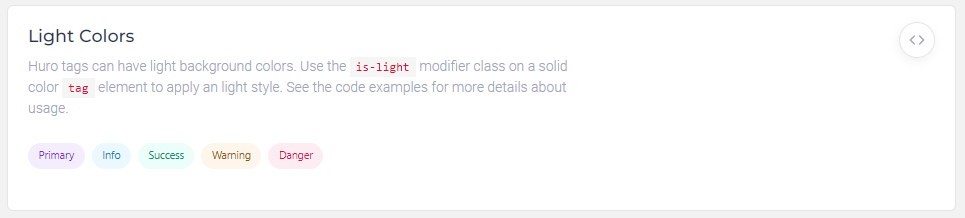 Light Colors
Huro tags can have light background colors. Use the is-light modifier class on a solid
color tag element to apply an light style. See the code examples for more details about
usage.
Primary Info Success Warning Danger